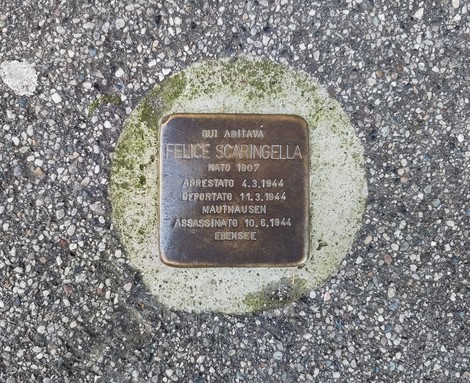 QUI ABITAVA
FELICE SCARINGELLA
NATO 1907
ARRESTATO 4.3.1944
DEPORTATO 11.3.1944
MAUTHAUSEN
ASSASSINATO 10.6.1944
EBENSEE